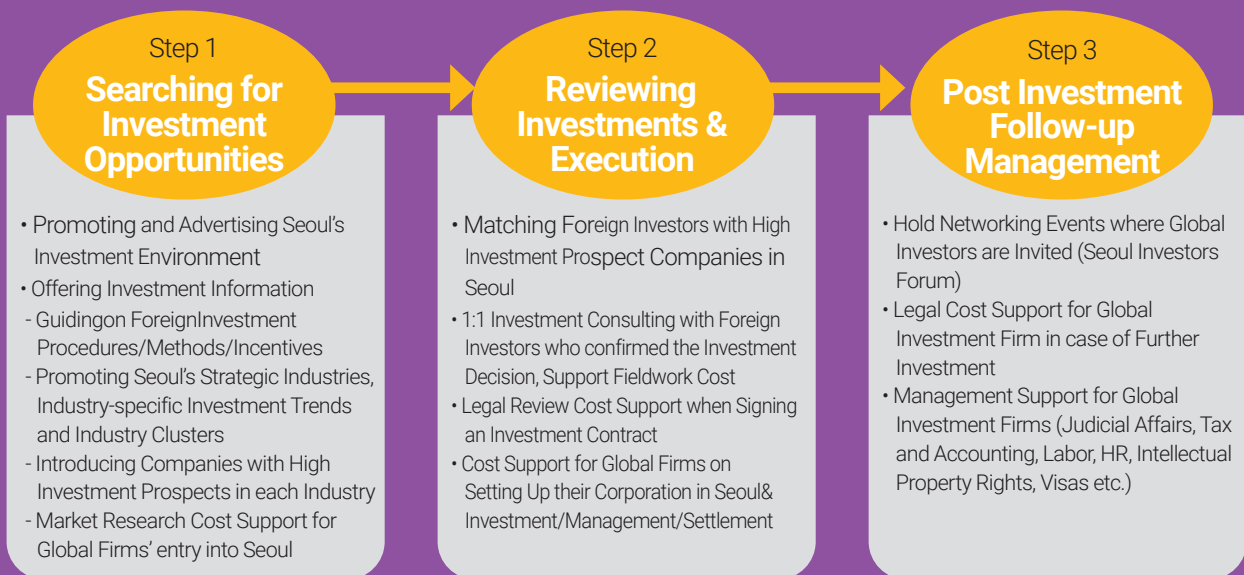 Step 1
Searching for
Investment
Opportunities
• Promoting and Advertising Seoul's
Investment Environment
• Offering Investment Information
- Guidingon ForeignInvestment
Procedures/Methods/Incentives
- Promoting Seoul's Strategic Industries,
Industry-specific Investment Trends
and Industry Clusters
- Introducing Companies with High
Investment Prospects in each Industry
- Market Research Cost Support for
Global Firms' entry into Seoul
Step 2
Reviewing
Investments &
Execution
• Matching Foreign Investors with High
Investment Prospect Companies in
Seoul
• 1:1 Investment Consulting with Foreign
Investors who confirmed the Investment
Decision, Support Fieldwork Cost
• Legal Review Cost Support when Signing
an Investment Contract
• Cost Support for Global Firms on
Setting Up their Corporation in Seoul&
Investment/Management/Settlement
Step 3
Post Investment
Follow-up
Management
• Hold Networking Events where Global
Investors are Invited (Seoul Investors
Forum)
• Legal Cost Support for Global
Investment Firm in case of Further
Investment
• Management Support for Global
Investment Firms (Judicial Affairs, Tax
and Accounting, Labor, HR, Intellectual
Property Rights, Visas etc.)